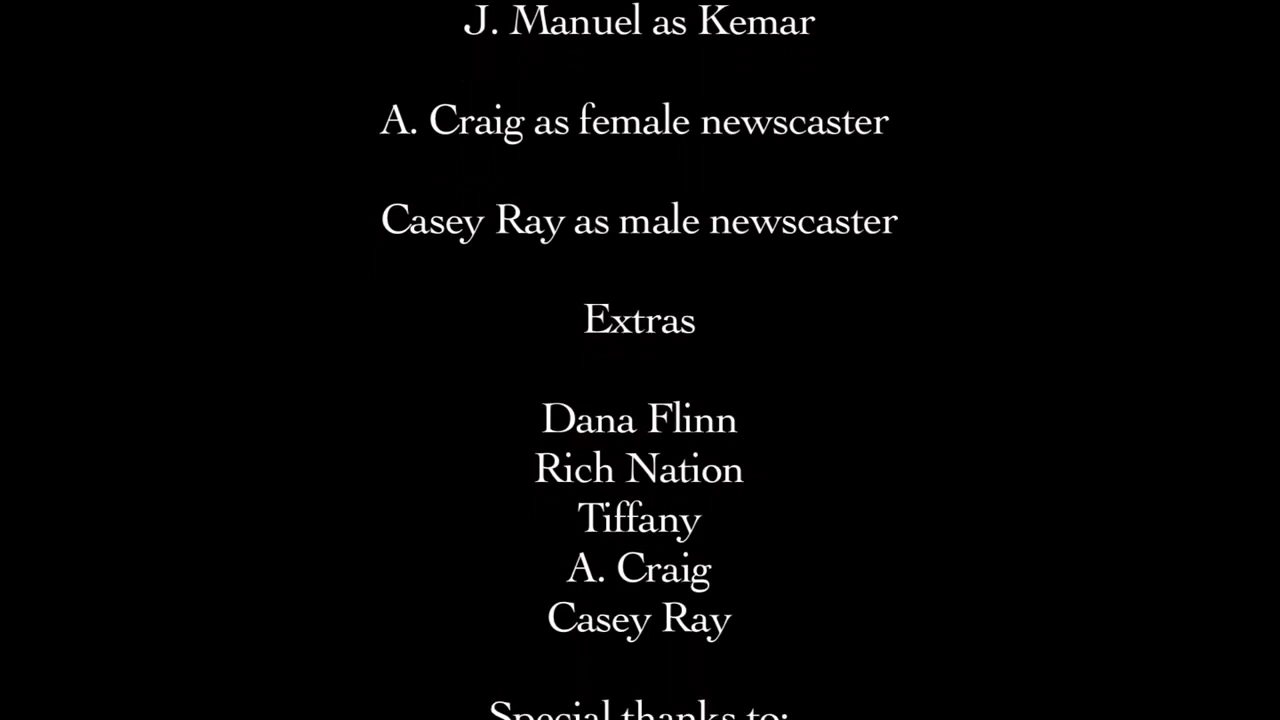 J. Manuel as Kemar
A. Craig as female newscaster
Casey Ray as male newscaster
Extras
Dana Flinn
Rich Nation
Tiffany
A. Craig
Casey Ray
Special thanks to: